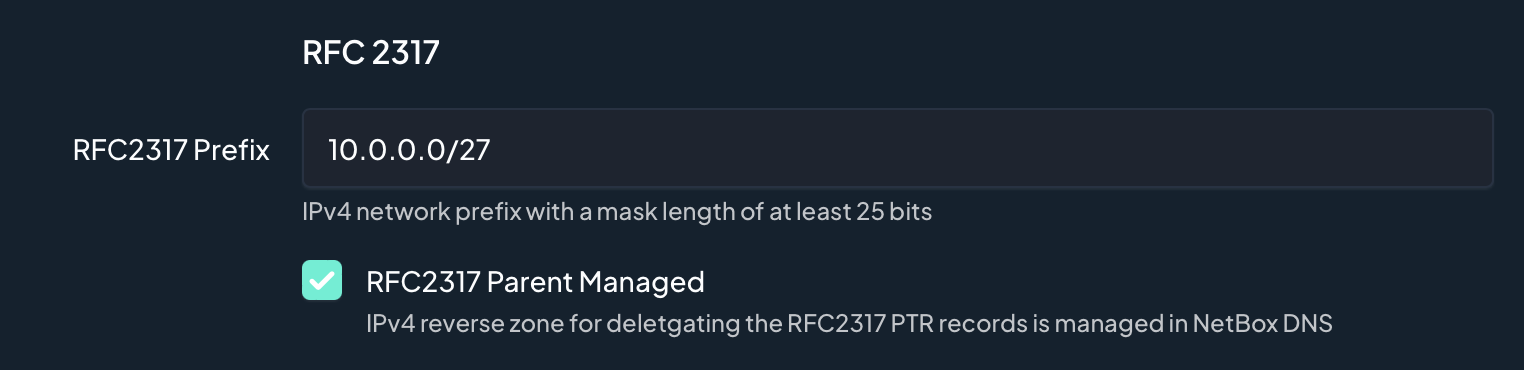 RFC 2317
RFC2317 Prefix
10.0.0.0/27
IPv4 network prefix with a mask length of at least 25 bits
RFC2317 Parent Managed
IPv4 reverse zone for deletgating the RFC2317 PTR records is managed in NetBox DNS